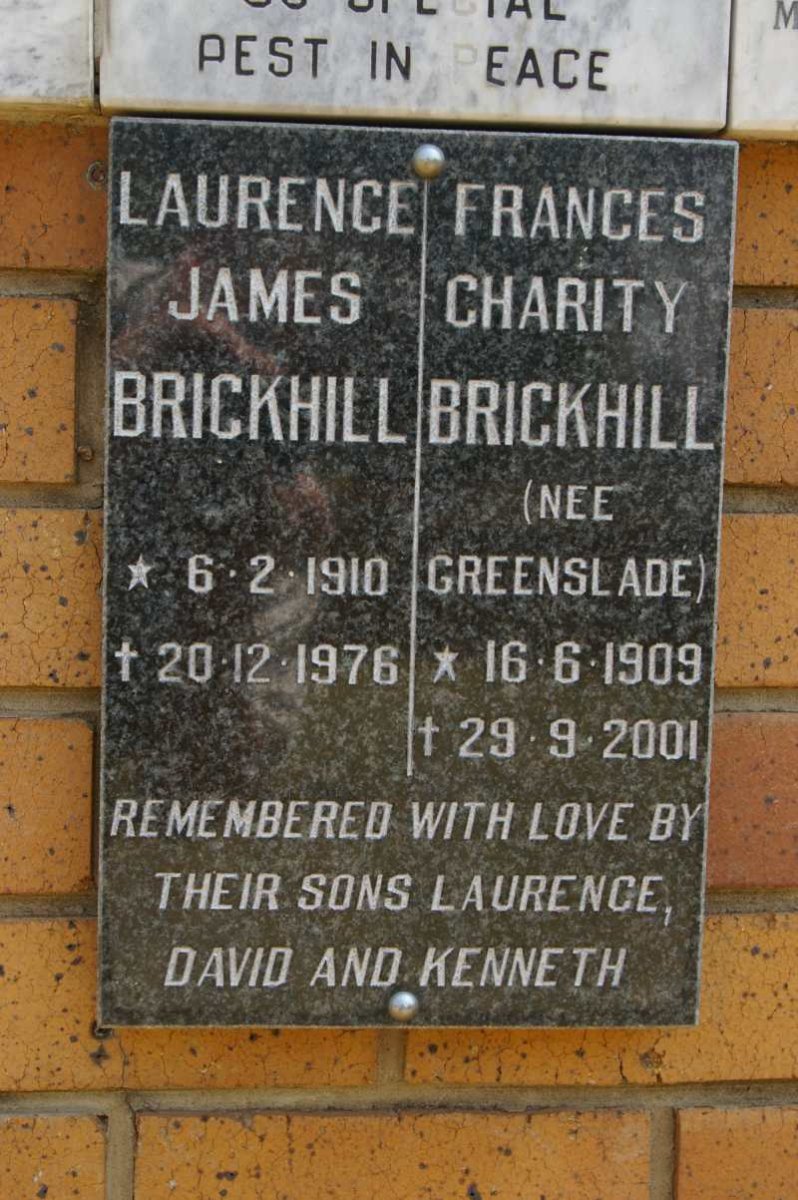 SPECIAL
PEST IN PEACE
M
LAURENCE
JAMES
BRICKHILL
★ 6·2·1910
✝ 20·12·1976
FRANCES
CHARITY
BRICKHILL
(NEE
GREENSLADE)
★ 16·6·1909
✝ 29·9·2001
REMEMBERED WITH LOVE BY
THEIR SONS LAURENCE,
DAVID AND KENNETH